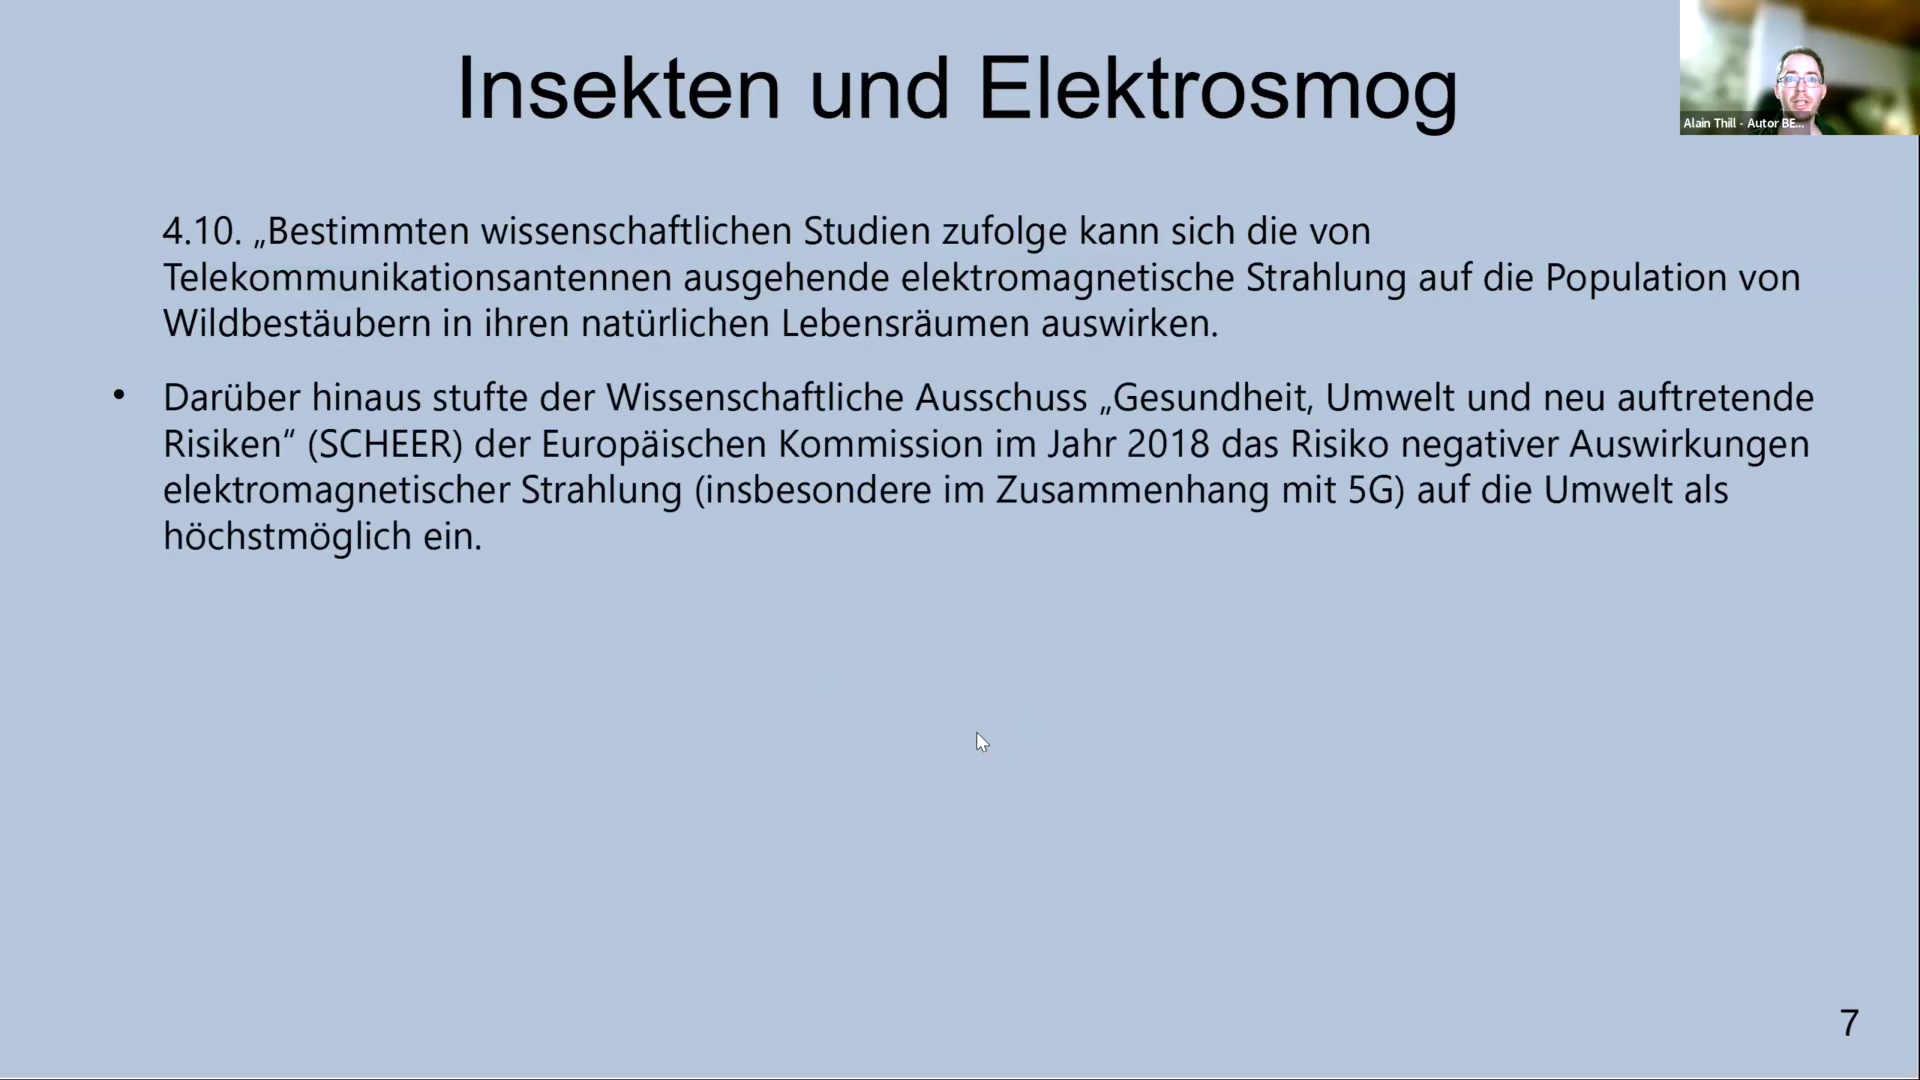 Insekten und Elektrosmog
Alain Thill - Autor BE...
4.10. „Bestimmten wissenschaftlichen Studien zufolge kann sich die von
Telekommunikationsantennen ausgehende elektromagnetische Strahlung auf die Population von
Wildbestäubern in ihren natürlichen Lebensräumen auswirken.
• Darüber hinaus stufte der Wissenschaftliche Ausschuss „Gesundheit, Umwelt und neu auftretende
Risiken“ (SCHEER) der Europäischen Kommission im Jahr 2018 das Risiko negativer Auswirkungen
elektromagnetischer Strahlung (insbesondere im Zusammenhang mit 5G) auf die Umwelt als
höchstmöglich ein.
7